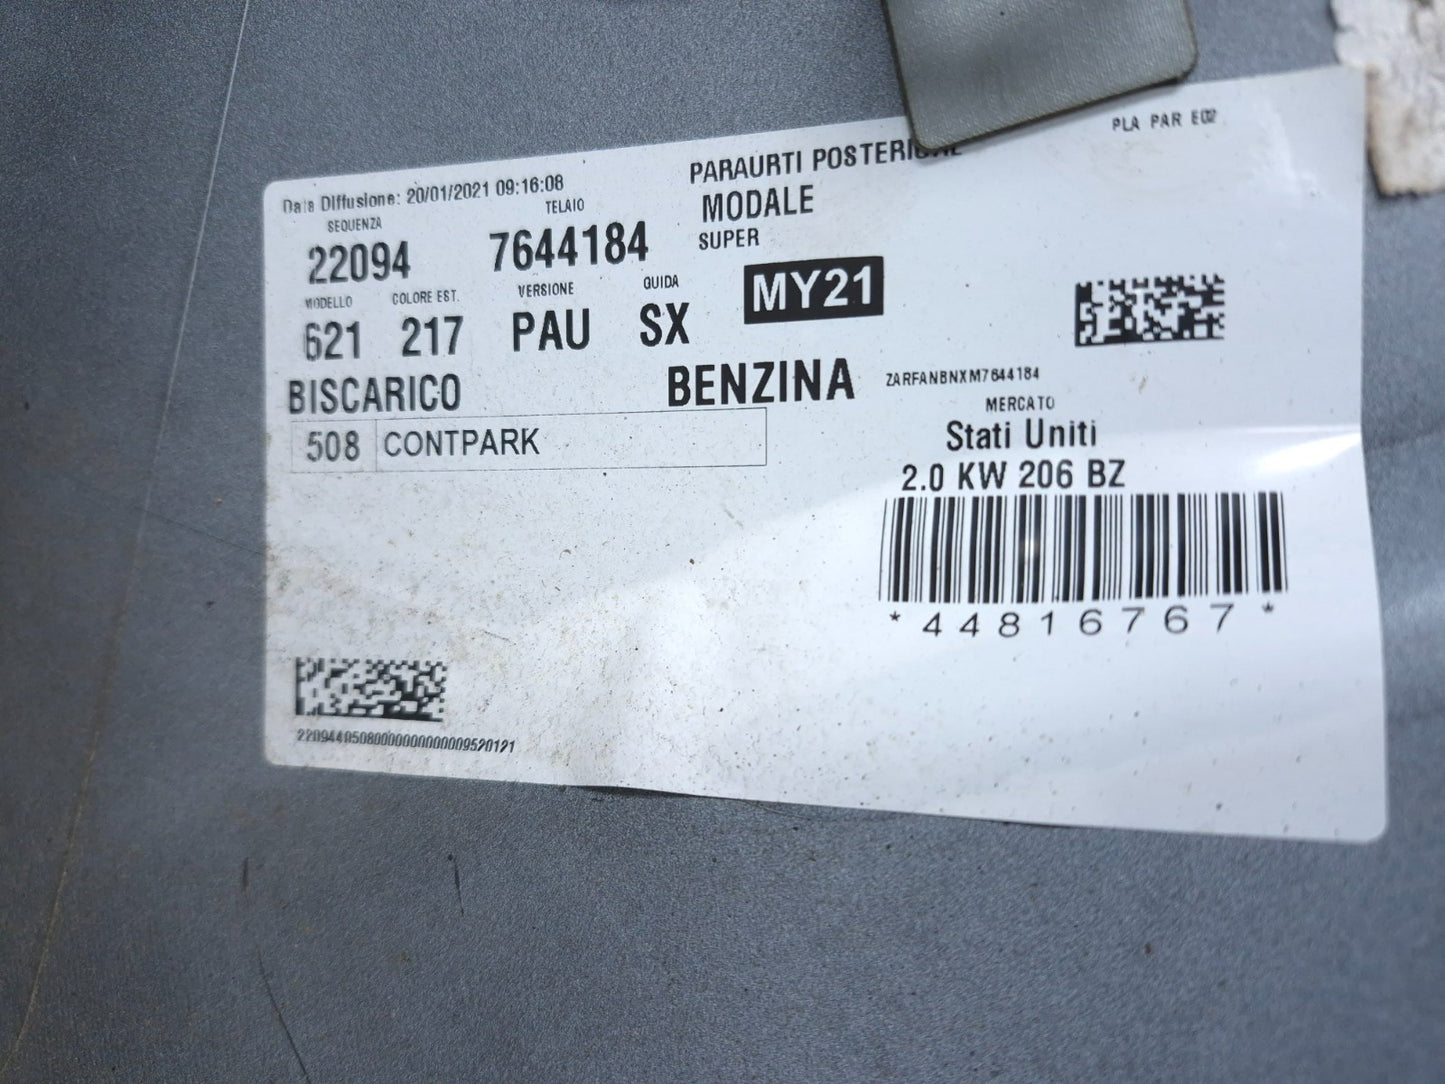 PLA PAR E02
PARAURTI POSTERIORE
Data Diffusione: 20/01/2021 09:16:08
MODALE
SEQUENZA TELAIO
SUPER
22094 7644184
MODELLO COLORE EST. VERSIONE GUIDA
MY21
621 217 PAU SX
BISCARICO BENZINA
ZARFANBNXM7644184
508 CONTPARK
MERCATO
Stati Uniti
2.0 KW 206 BZ
*44816767*